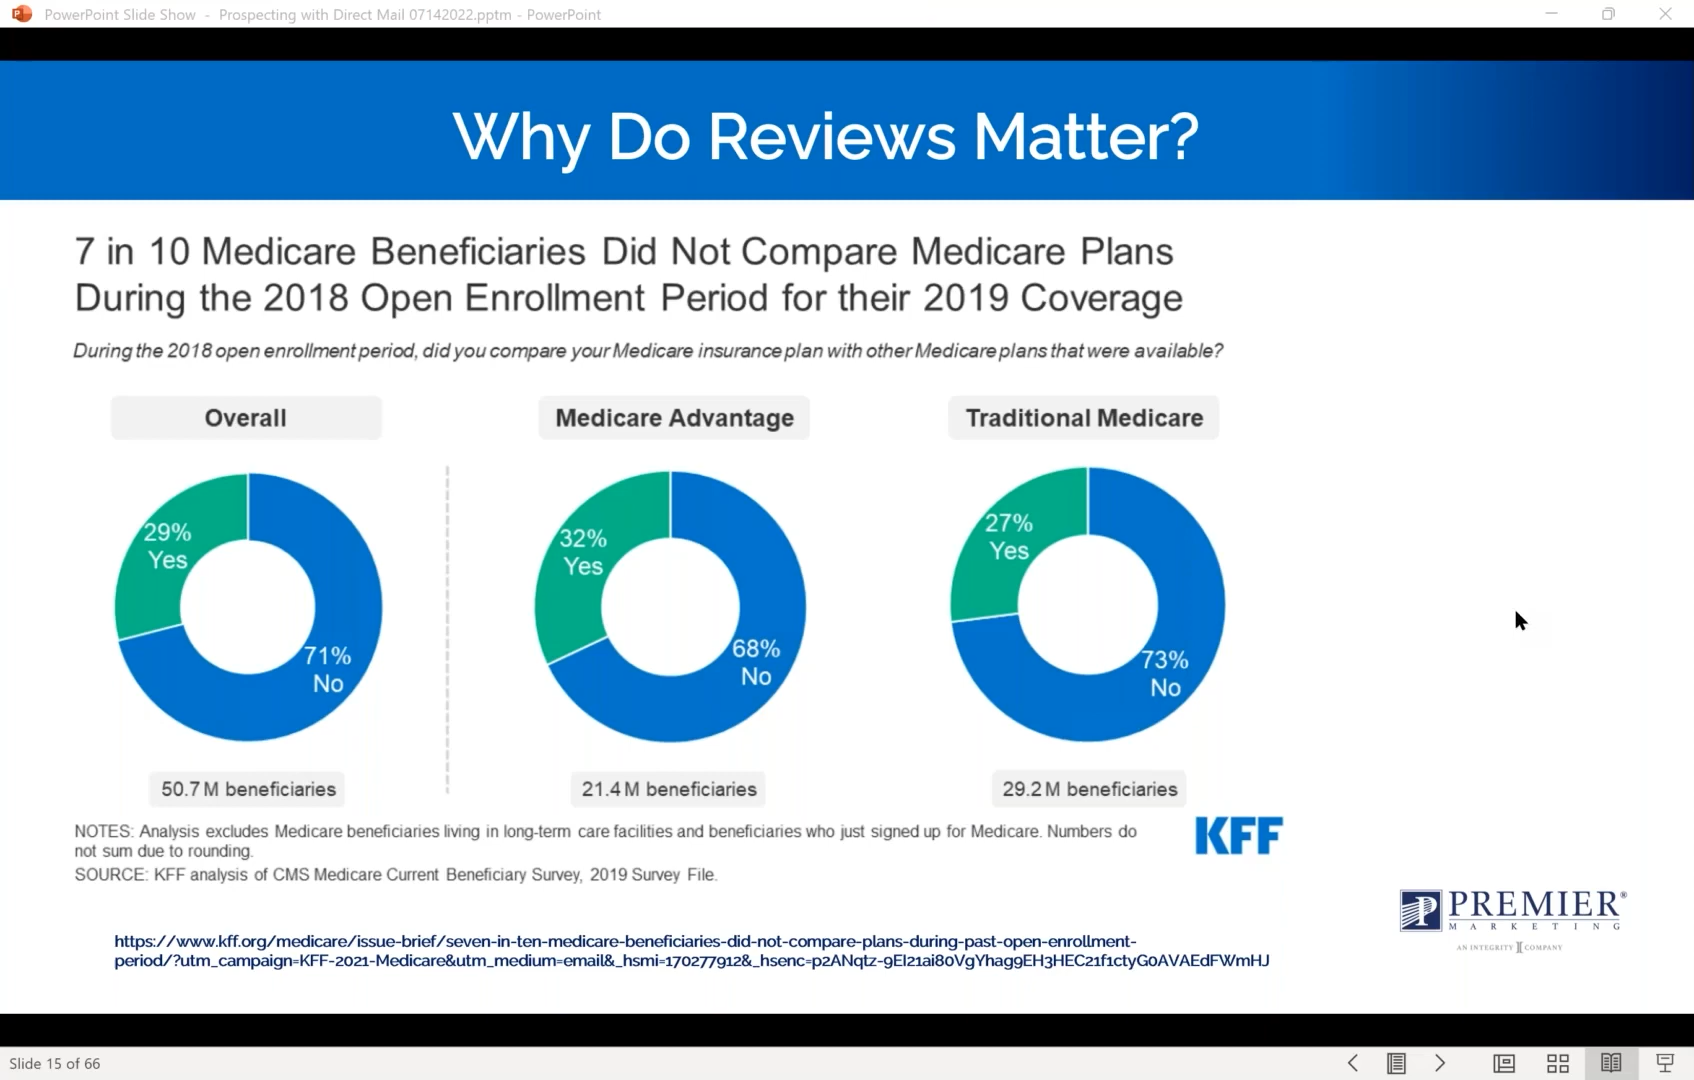 PowerPoint Slide Show - Prospecting with Direct Mail 07142022.pptm - PowerPoint
Why Do Reviews Matter?
7 in 10 Medicare Beneficiaries Did Not Compare Medicare Plans
During the 2018 Open Enrollment Period for their 2019 Coverage
During the 2018 open enrollment period, did you compare your Medicare insurance plan with other Medicare plans that were available?
Overall
Medicare Advantage
Traditional Medicare
29%
Yes
71%
No
32%
Yes
68%
No
27%
Yes
73%
No
50.7 M beneficiaries
21.4 M beneficiaries
29.2 M beneficiaries
NOTES: Analysis excludes Medicare beneficiaries living in long-term care facilities and beneficiaries who just signed up for Medicare. Numbers do
not sum due to rounding.
SOURCE: KFF analysis of CMS Medicare Current Beneficiary Survey, 2019 Survey File.
KFF
https://www.kff.org/medicare/issue-brief/seven-in-ten-medicare-beneficiaries-did-not-compare-plans-during-past-open-enrollment-
period/?utm_campaign=KFF-2021-Medicare&utm_medium=email&_hsmi=170277912&_hsenc=p2ANqtz-9EI21ai80VgYhag9EH3HEC21f1ctyG0AVAEdFWmHJ
PREMIER®
MARKETING
AN INTEGRITY COMPANY
Slide 15 of 66